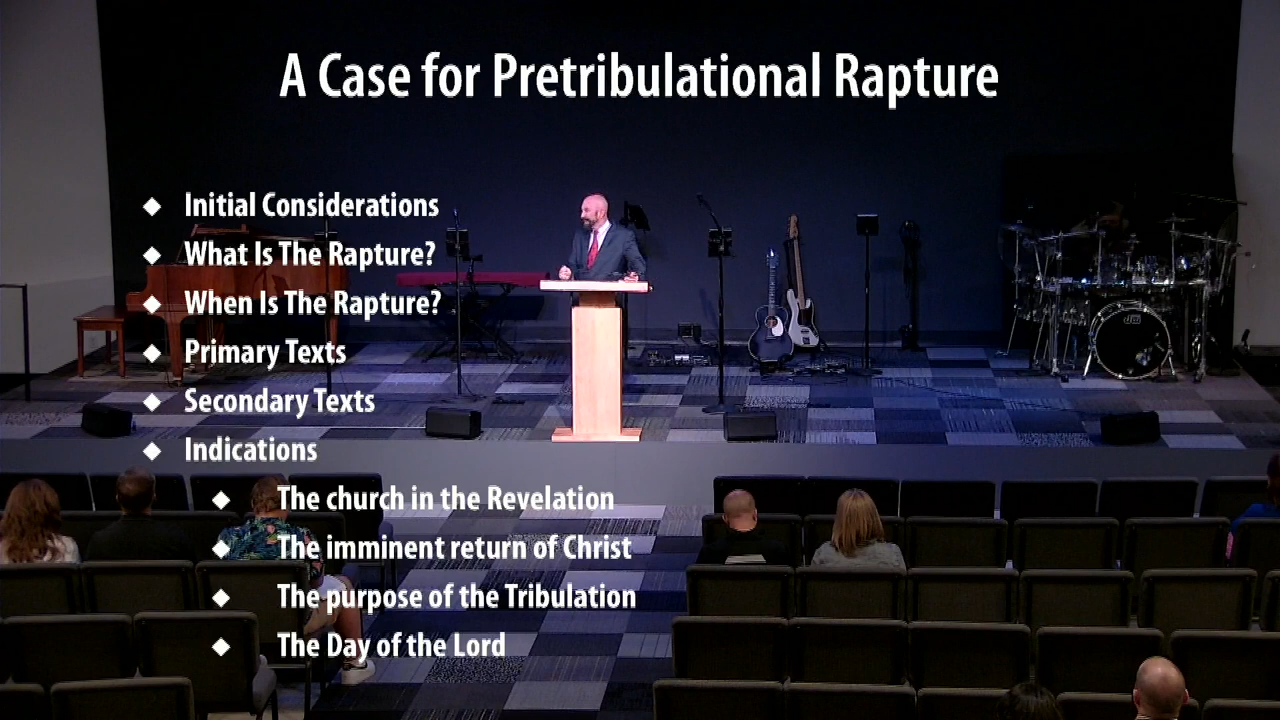 A Case for Pretribulational Rapture
Initial Considerations
What Is The Rapture?
When Is The Rapture?
Primary Texts
Secondary Texts
Indications
The church in the Revelation
The imminent return of Christ
The purpose of the Tribulation
The Day of the Lord
dw